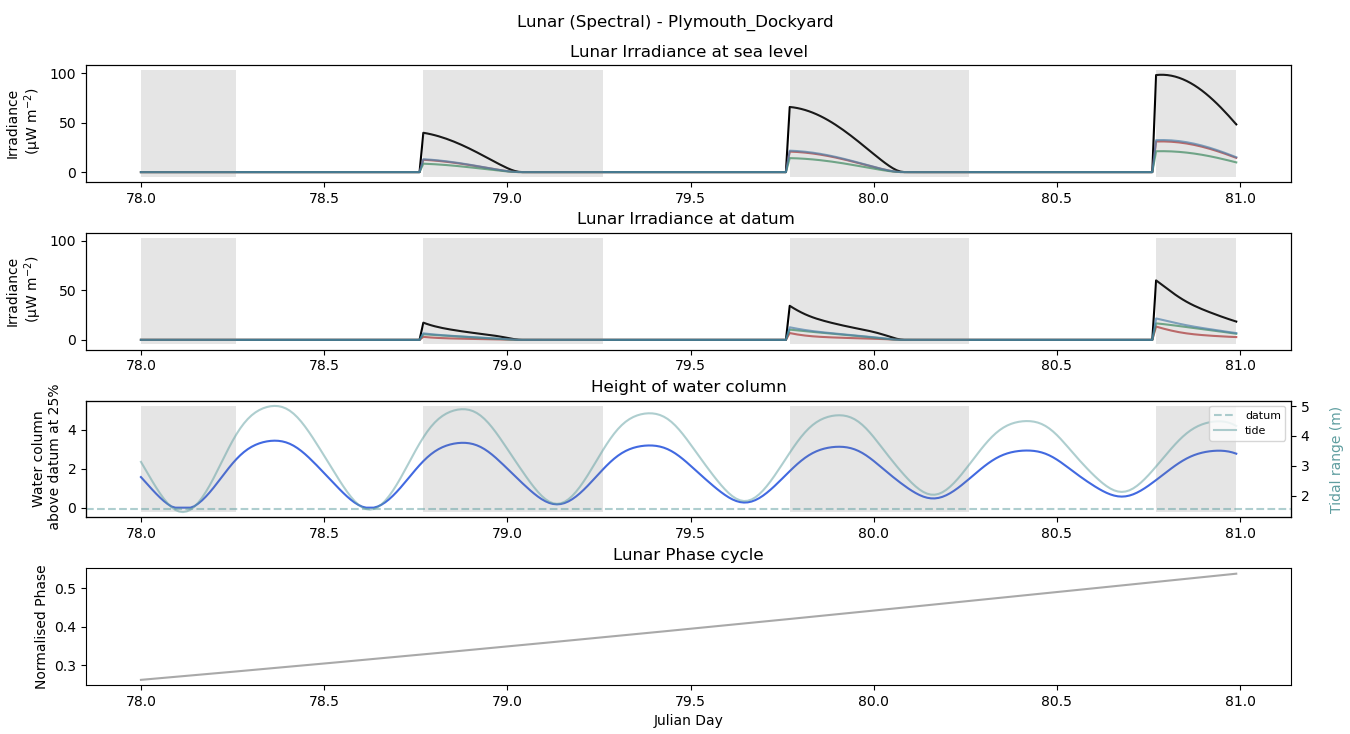 Lunar (Spectral) - Plymouth_Dockyard
Lunar Irradiance at sea level
Irradiance
(µW m⁻²)
100
50
0
78.0 78.5 79.0 79.5 80.0 80.5 81.0
Lunar Irradiance at datum
Irradiance
(µW m⁻²)
100
50
0
78.0 78.5 79.0 79.5 80.0 80.5 81.0
Height of water column
Water column
above datum at 25%
4
2
0
datum
tide
5
4
3
2
Tidal range (m)
78.0 78.5 79.0 79.5 80.0 80.5 81.0
Lunar Phase cycle
Normalised Phase
0.5
0.4
0.3
78.0 78.5 79.0 79.5 80.0 80.5 81.0
Julian Day